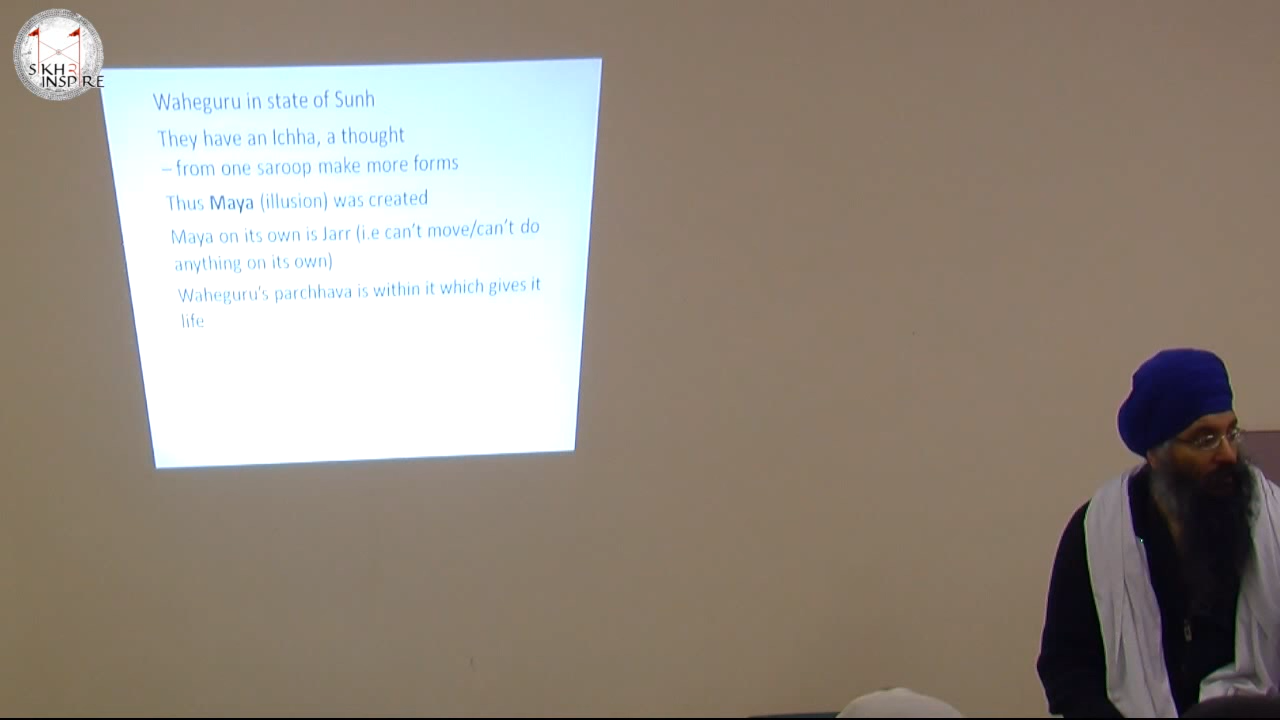 SIKH2
INSPIRE
Waheguru in state of Sunh
They have an Ichha, a thought
– from one saroop make more forms
Thus Maya (illusion) was created
Maya on its own is Jarr (i.e can't move/can't do
anything on its own)
Waheguru's parchhava is within it which gives it
life